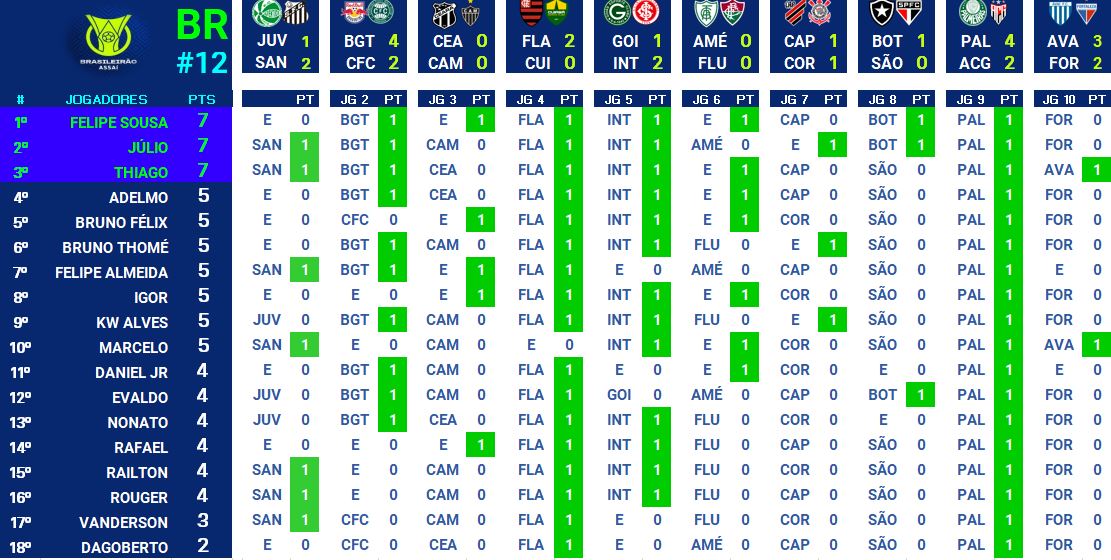 BR
BRASILEIRÃO
ASSAÍ
#12
JUV 1 BGT 4 CEA 0 FLA 2 GOI 1 AMÉ 0 CAP 1 BOT 1 PAL 4 AVA 3
SAN 2 CFC 2 CAM 0 CUI 0 INT 2 FLU 0 COR 1 SÃO 0 ACG 2 FOR 2
# JOGADORES PTS PT JG 2 PT JG 3 PT JG 4 PT JG 5 PT JG 6 PT JG 7 PT JG 8 PT JG 9 PT JG 10 PT
1º FELIPE SOUSA 7 E 0 BGT 1 E 1 FLA 1 INT 1 E 1 CAP 0 BOT 1 PAL 1 FOR 0
2º JÚLIO 7 SAN 1 BGT 1 CAM 0 FLA 1 INT 1 AMÉ 0 E 1 BOT 1 PAL 1 FOR 0
3º THIAGO 7 SAN 1 BGT 1 CEA 0 FLA 1 INT 1 E 1 CAP 0 SÃO 0 PAL 1 AVA 1
4º ADELMO 5 E 0 BGT 1 CEA 0 FLA 1 INT 1 E 1 CAP 0 SÃO 0 PAL 1 FOR 0
5º BRUNO FÉLIX 5 E 0 CFC 0 E 1 FLA 1 INT 1 E 1 COR 0 SÃO 0 PAL 1 FOR 0
6º BRUNO THOMÉ 5 E 0 BGT 1 CAM 0 FLA 1 INT 1 FLU 0 E 1 SÃO 0 PAL 1 FOR 0
7º FELIPE ALMEIDA 5 SAN 1 BGT 1 E 1 FLA 1 E 0 AMÉ 0 CAP 0 SÃO 0 PAL 1 E 0
8º IGOR 5 E 0 E 0 E 1 FLA 1 INT 1 E 1 COR 0 SÃO 0 PAL 1 FOR 0
9º KW ALVES 5 JUV 0 BGT 1 CAM 0 FLA 1 INT 1 FLU 0 E 1 SÃO 0 PAL 1 FOR 0
10º MARCELO 5 SAN 1 E 0 CAM 0 E 0 INT 1 E 1 COR 0 SÃO 0 PAL 1 AVA 1
11º DANIEL JR 4 E 0 BGT 1 CAM 0 FLA 1 E 0 E 1 COR 0 E 0 PAL 1 E 0
12º EVALDO 4 JUV 0 BGT 1 CAM 0 FLA 1 GOI 0 AMÉ 0 CAP 0 BOT 1 PAL 1 FOR 0
13º NONATO 4 JUV 0 BGT 1 CEA 0 FLA 1 INT 1 FLU 0 CAP 0 E 0 PAL 1 FOR 0
14º RAFAEL 4 E 0 E 0 E 1 FLA 1 INT 1 FLU 0 CAP 0 SÃO 0 PAL 1 FOR 0
15º RAILTON 4 SAN 1 E 0 CAM 0 FLA 1 INT 1 FLU 0 COR 0 SÃO 0 PAL 1 FOR 0
16º ROUGER 4 SAN 1 E 0 CAM 0 FLA 1 INT 1 FLU 0 CAP 0 SÃO 0 PAL 1 FOR 0
17º VANDERSON 3 SAN 1 CFC 0 CAM 0 FLA 1 E 0 FLU 0 COR 0 SÃO 0 PAL 1 FOR 0
18º DAGOBERTO 2 E 0 CFC 0 CEA 0 FLA 1 E 0 AMÉ 0 CAP 0 SÃO 0 PAL 1 FOR 0